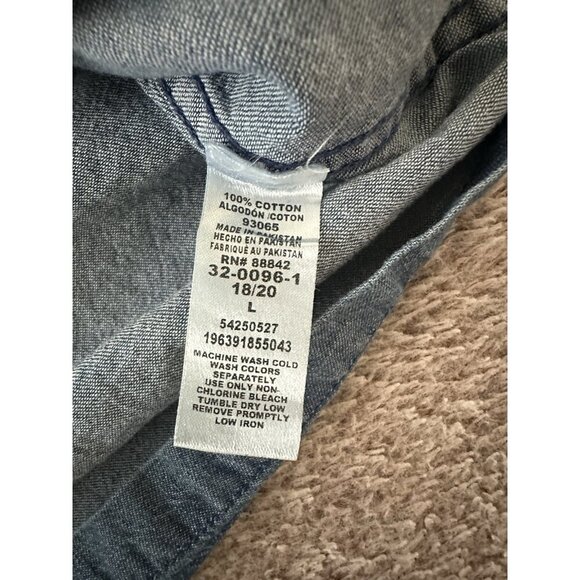 100% COTTON
ALGODÓN /COTON
93065
MADE IN PAKISTAN
HECHO EN PAKISTAN
FABRIQUÉ AU PAKISTAN
RN# 88842
32-0096-1
18/20
L
54250527
196391855043
MACHINE WASH COLD
WASH COLORS
SEPARATELY
USE ONLY NON-
CHLORINE BLEACH
TUMBLE DRY LOW
REMOVE PROMPTLY
LOW IRON